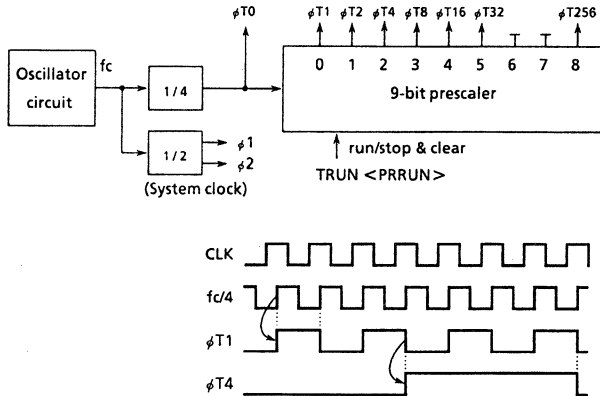 φT0 φT1 φT2 φT4 φT8 φT16 φT32 φT256
Oscillator circuit
fc
1/4
0 1 2 3 4 5 6 7 8
9-bit prescaler
1/2
φ1
φ2
(System clock)
run/stop & clear
TRUN <PRRUN>
CLK
fc/4
φT1
φT4